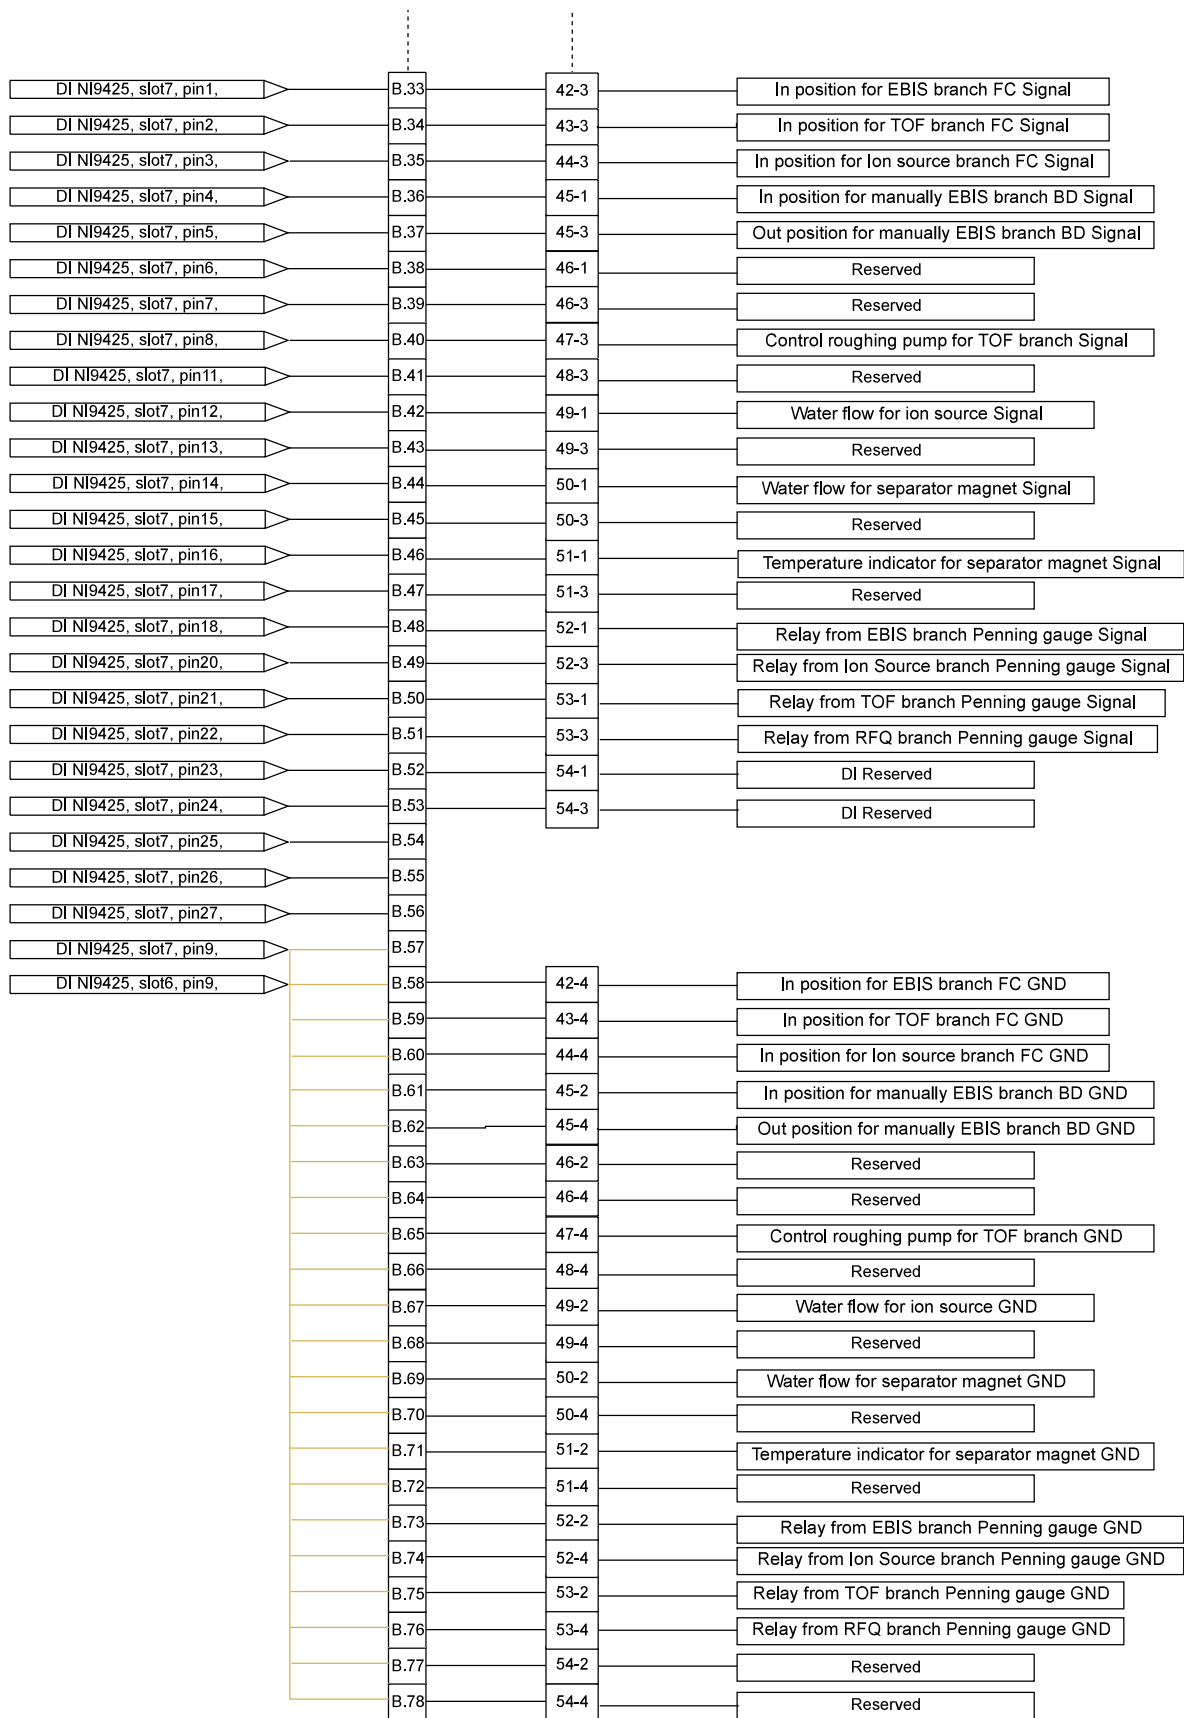 DI NI9425, slot7, pin1, B.33 42-3 In position for EBIS branch FC Signal
DI NI9425, slot7, pin2, B.34 43-3 In position for TOF branch FC Signal
DI NI9425, slot7, pin3, B.35 44-3 In position for Ion source branch FC Signal
DI NI9425, slot7, pin4, B.36 45-1 In position for manually EBIS branch BD Signal
DI NI9425, slot7, pin5, B.37 45-3 Out position for manually EBIS branch BD Signal
DI NI9425, slot7, pin6, B.38 46-1 Reserved
DI NI9425, slot7, pin7, B.39 46-3 Reserved
DI NI9425, slot7, pin8, B.40 47-3 Control roughing pump for TOF branch Signal
DI NI9425, slot7, pin11, B.41 48-3 Reserved
DI NI9425, slot7, pin12, B.42 49-1 Water flow for ion source Signal
DI NI9425, slot7, pin13, B.43 49-3 Reserved
DI NI9425, slot7, pin14, B.44 50-1 Water flow for separator magnet Signal
DI NI9425, slot7, pin15, B.45 50-3 Reserved
DI NI9425, slot7, pin16, B.46 51-1 Temperature indicator for separator magnet Signal
DI NI9425, slot7, pin17, B.47 51-3 Reserved
DI NI9425, slot7, pin18, B.48 52-1 Relay from EBIS branch Penning gauge Signal
DI NI9425, slot7, pin20, B.49 52-3 Relay from Ion Source branch Penning gauge Signal
DI NI9425, slot7, pin21, B.50 53-1 Relay from TOF branch Penning gauge Signal
DI NI9425, slot7, pin22, B.51 53-3 Relay from RFQ branch Penning gauge Signal
DI NI9425, slot7, pin23, B.52 54-1 DI Reserved
DI NI9425, slot7, pin24, B.53 54-3 DI Reserved
DI NI9425, slot7, pin25, B.54
DI NI9425, slot7, pin26, B.55
DI NI9425, slot7, pin27, B.56
DI NI9425, slot7, pin9, B.57
DI NI9425, slot6, pin9, B.58 42-4 In position for EBIS branch FC GND
B.59 43-4 In position for TOF branch FC GND
B.60 44-4 In position for Ion source branch FC GND
B.61 45-2 In position for manually EBIS branch BD GND
B.62 45-4 Out position for manually EBIS branch BD GND
B.63 46-2 Reserved
B.64 46-4 Reserved
B.65 47-4 Control roughing pump for TOF branch GND
B.66 48-4 Reserved
B.67 49-2 Water flow for ion source GND
B.68 49-4 Reserved
B.69 50-2 Water flow for separator magnet GND
B.70 50-4 Reserved
B.71 51-2 Temperature indicator for separator magnet GND
B.72 51-4 Reserved
B.73 52-2 Relay from EBIS branch Penning gauge GND
B.74 52-4 Relay from Ion Source branch Penning gauge GND
B.75 53-2 Relay from TOF branch Penning gauge GND
B.76 53-4 Relay from RFQ branch Penning gauge GND
B.77 54-2 Reserved
B.78 54-4 Reserved